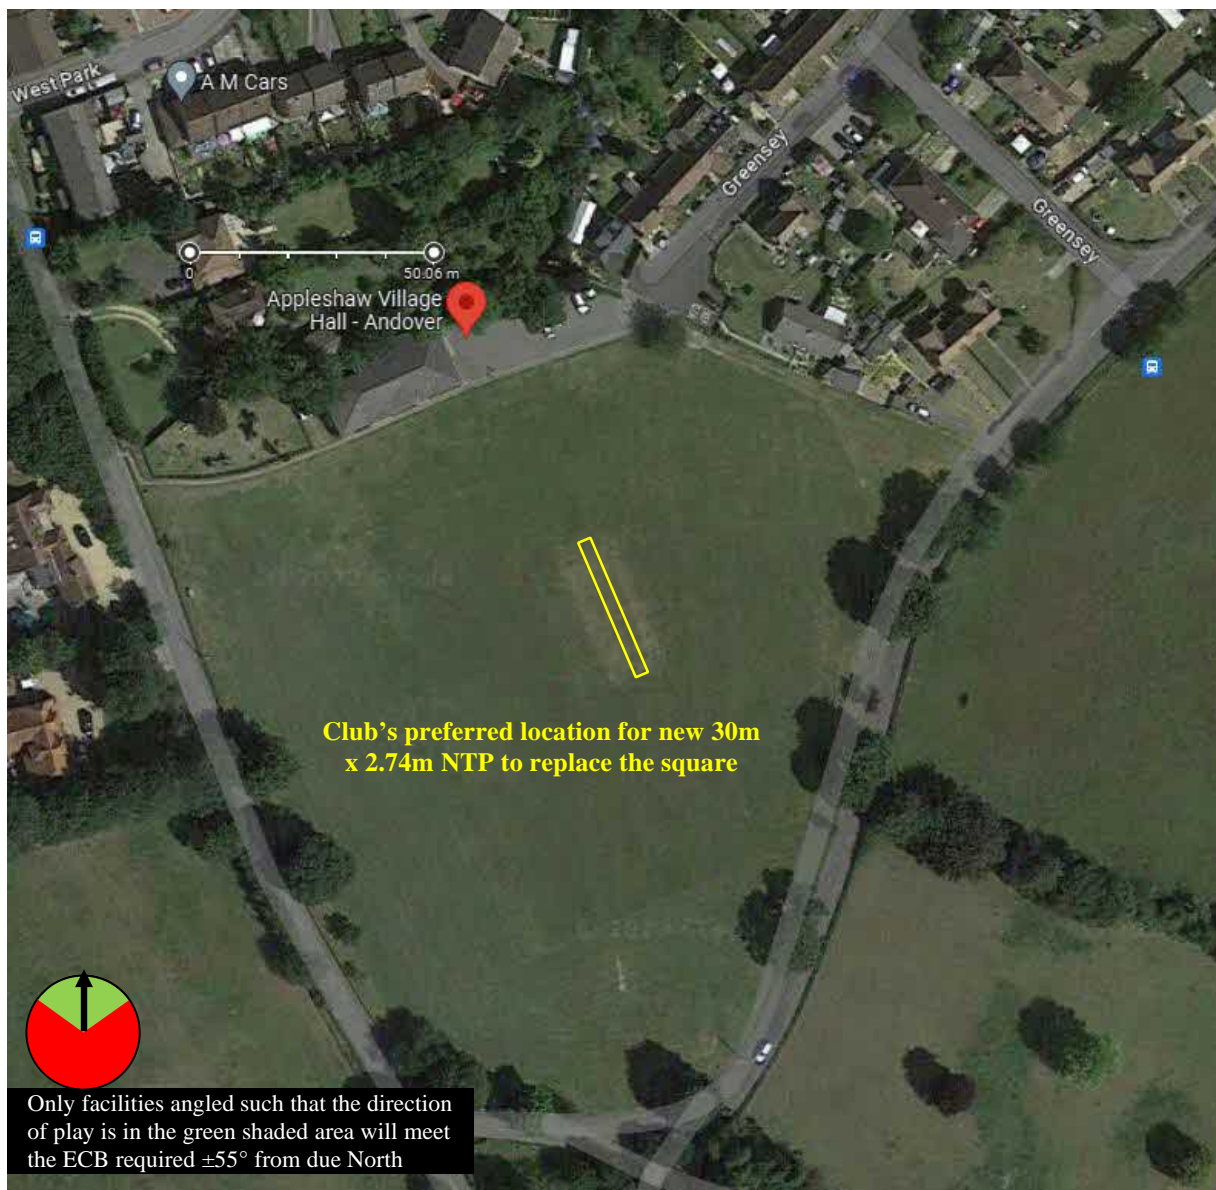 West Park
A M Cars
Greensey
Greensey
0
50.06 m
Appleshaw Village
Hall - Andover
Club's preferred location for new 30m
x 2.74m NTP to replace the square
Only facilities angled such that the direction
of play is in the green shaded area will meet
the ECB required ±55° from due North